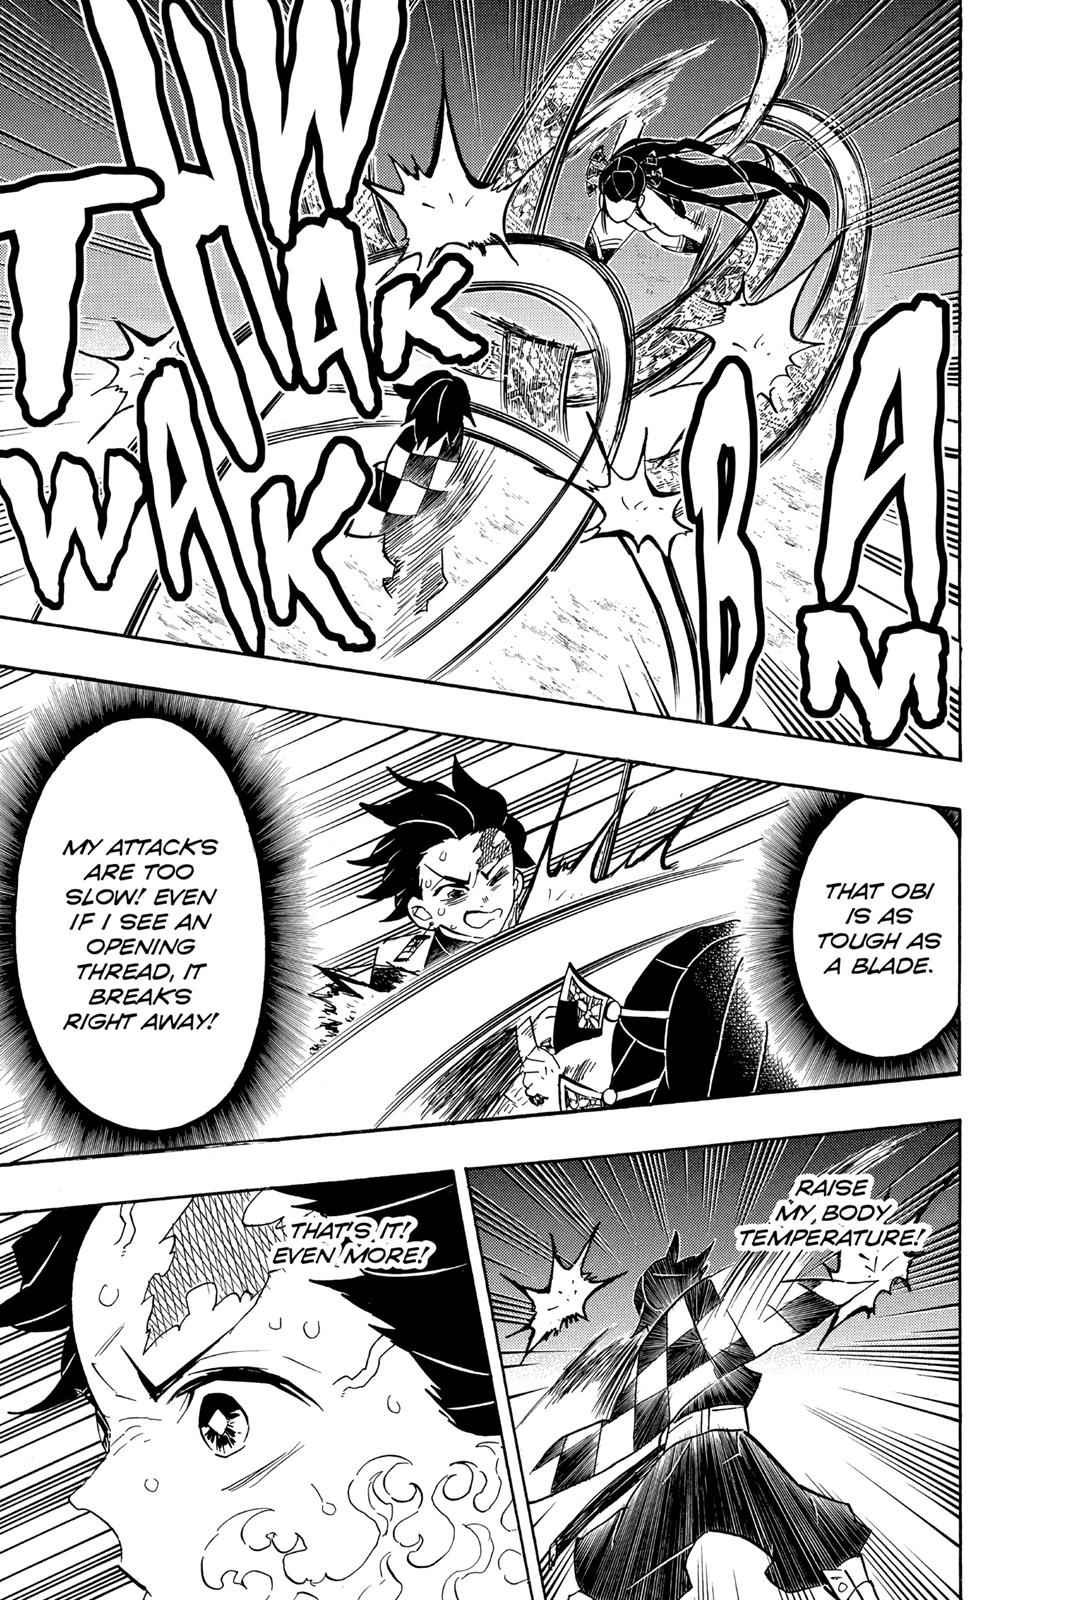 BAM
THWAK
THWAK
THAT OBI
IS AS
TOUGH AS
A BLADE.
MY ATTACKS
ARE TOO
SLOW! EVEN
IF I SEE AN
OPENING
THREAD, IT
BREAKS
RIGHT AWAY!
RAISE
MY BODY
TEMPERATURE!
THAT'S IT!
EVEN MORE!